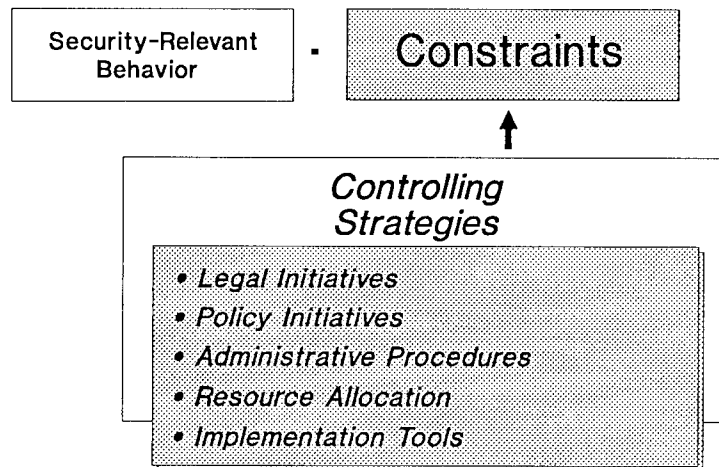 Security-Relevant
Behavior
Constraints
Controlling
Strategies
• Legal Initiatives
• Policy Initiatives
• Administrative Procedures
• Resource Allocation
• Implementation Tools